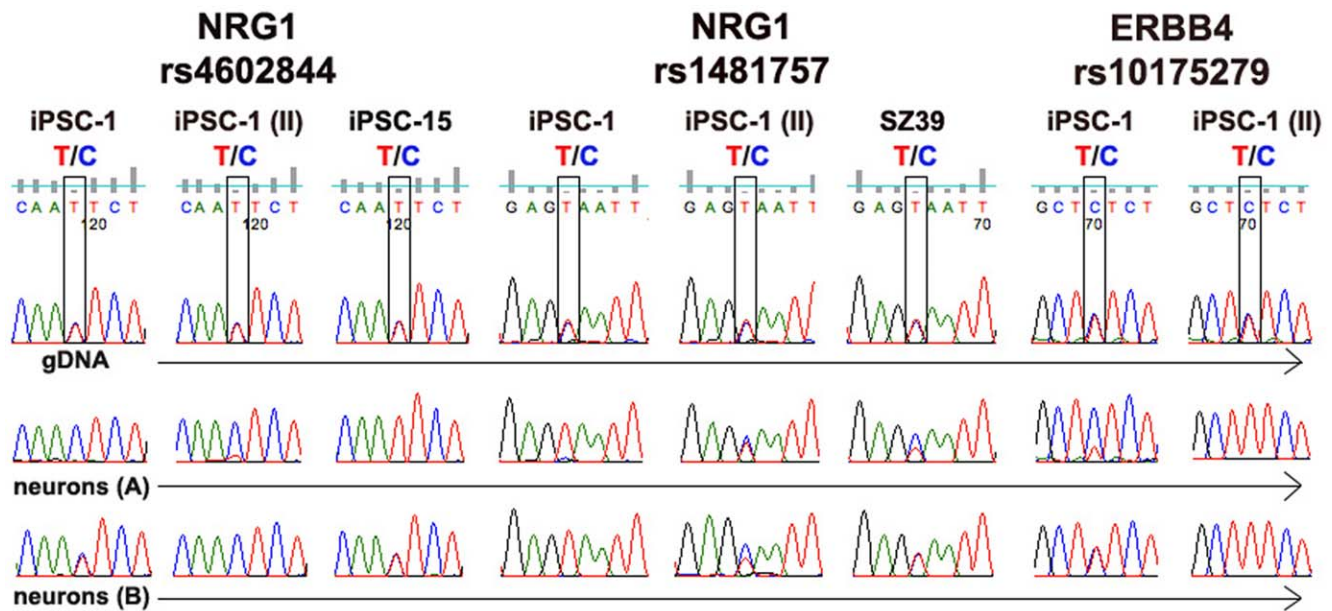 NRG1 NRG1 ERBB4
rs4602844 rs1481757 rs10175279
iPSC-1 iPSC-1 (II) iPSC-15 iPSC-1 iPSC-1 (II) SZ39 iPSC-1 iPSC-1 (II)
T/C T/C T/C T/C T/C T/C T/C T/C
C A A T T C T C A A T T C T C A A T T C T G A G T A A T T G A G T A A T T G A G T A A T T G C T C T C T G C T C T C T
120 120 120 70 70 70
gDNA
neurons (A)
neurons (B)